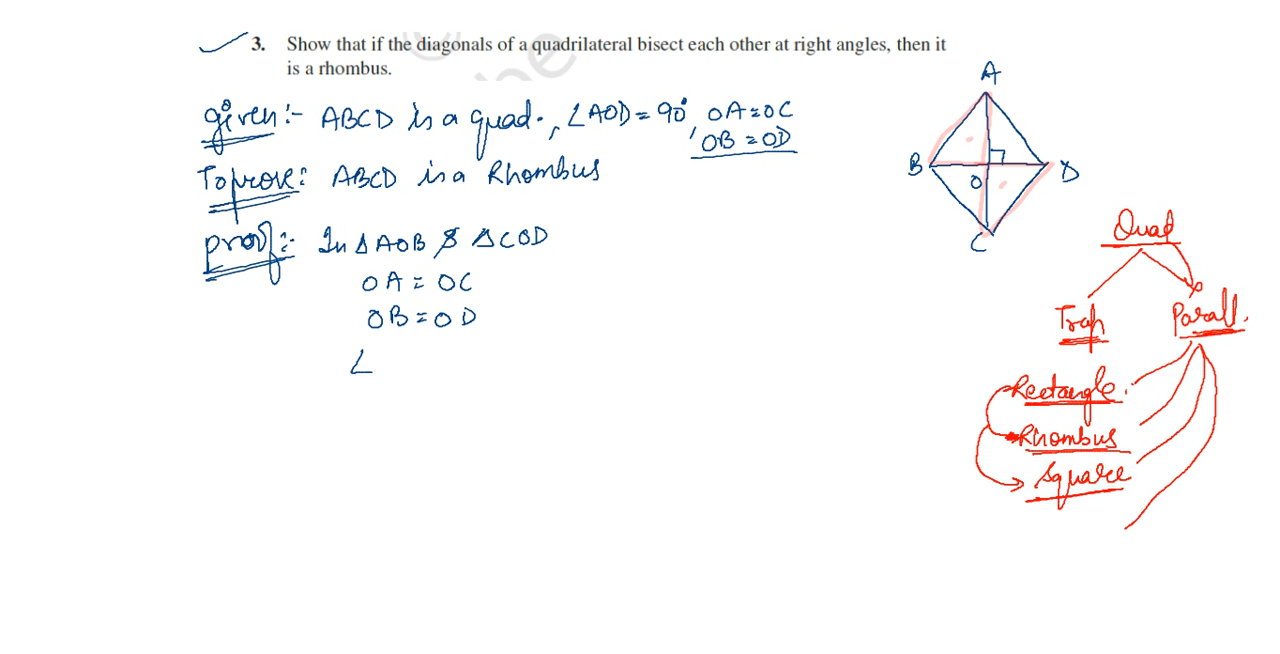 3. Show that if the diagonals of a quadrilateral bisect each other at right angles, then it
is a rhombus.
given:- ABCD is a quad., ∠AOD = 90°, OA = OC
, OB = OD
To prove: ABCD is a Rhombus
proof:- In △AOB & △COD
OA = OC
OB = OD
∠
A
B
D
O
C
Quad
Trap
Parall.
Rectangle.
Rhombus
Square